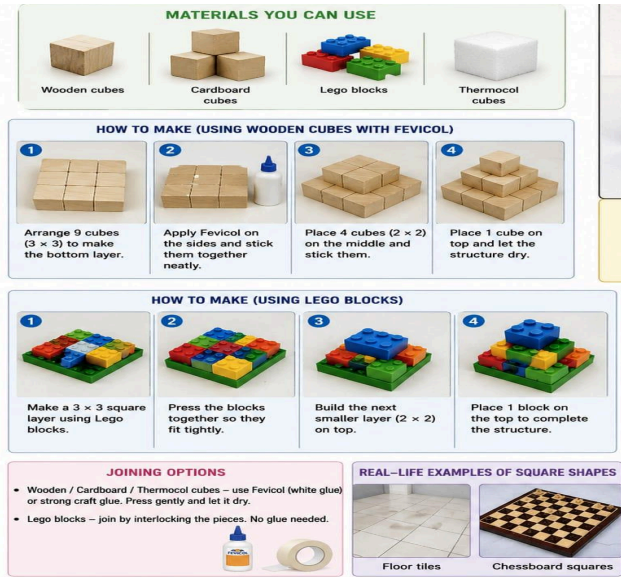 MATERIALS YOU CAN USE
Wooden cubes
Cardboard
cubes
Lego blocks
Thermocol
cubes
HOW TO MAKE (USING WOODEN CUBES WITH FEVICOL)
1
2
3
4
Arrange 9 cubes
(3 × 3) to make
the bottom layer.
Apply Fevicol on
the sides and stick
them together
neatly.
Place 4 cubes (2 × 2)
on the middle and
stick them.
Place 1 cube on
top and let the
structure dry.
HOW TO MAKE (USING LEGO BLOCKS)
1
2
3
4
Make a 3 × 3 square
layer using Lego
blocks.
Press the blocks
together so they
fit tightly.
Build the next
smaller layer (2 × 2)
on top.
Place 1 block on
the top to complete
the structure.
JOINING OPTIONS
• Wooden / Cardboard / Thermocol cubes – use Fevicol (white glue)
or strong craft glue. Press gently and let it dry.
• Lego blocks – join by interlocking the pieces. No glue needed.
REAL-LIFE EXAMPLES OF SQUARE SHAPES
Floor tiles
Chessboard squares